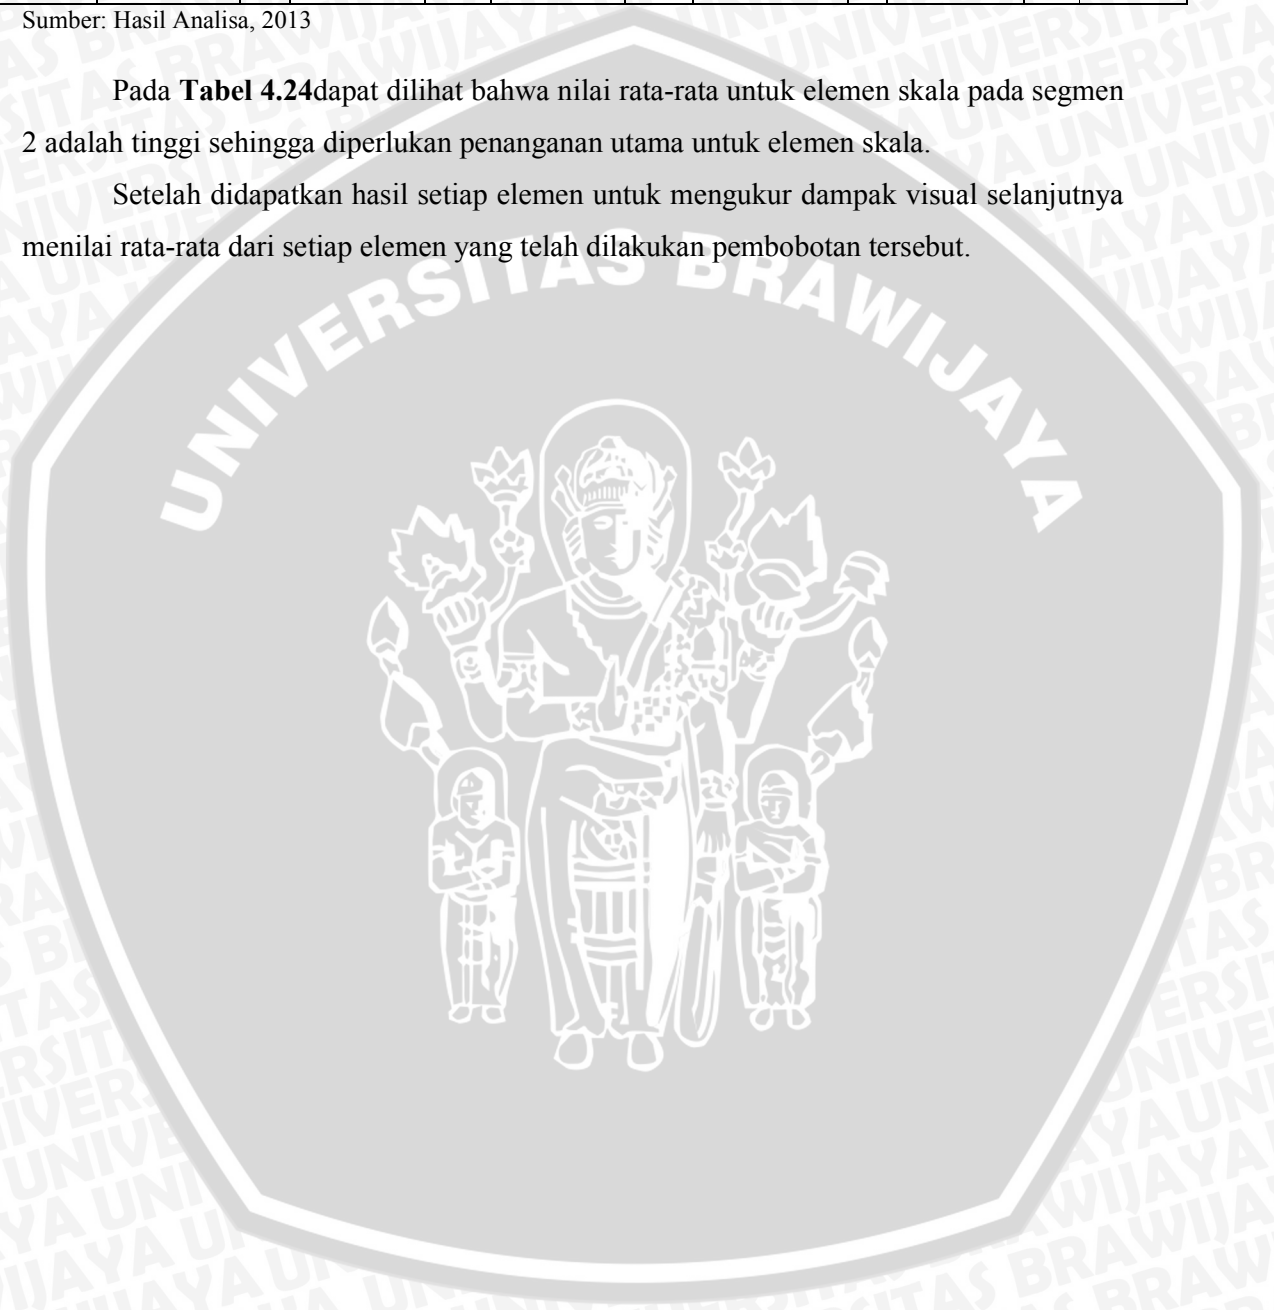 Sumber: Hasil Analisa, 2013
Pada Tabel 4.24dapat dilihat bahwa nilai rata-rata untuk elemen skala pada segmen
2 adalah tinggi sehingga diperlukan penanganan utama untuk elemen skala.
Setelah didapatkan hasil setiap elemen untuk mengukur dampak visual selanjutnya
menilai rata-rata dari setiap elemen yang telah dilakukan pembobotan tersebut.
UNIVERSITAS BRAWIJAYA